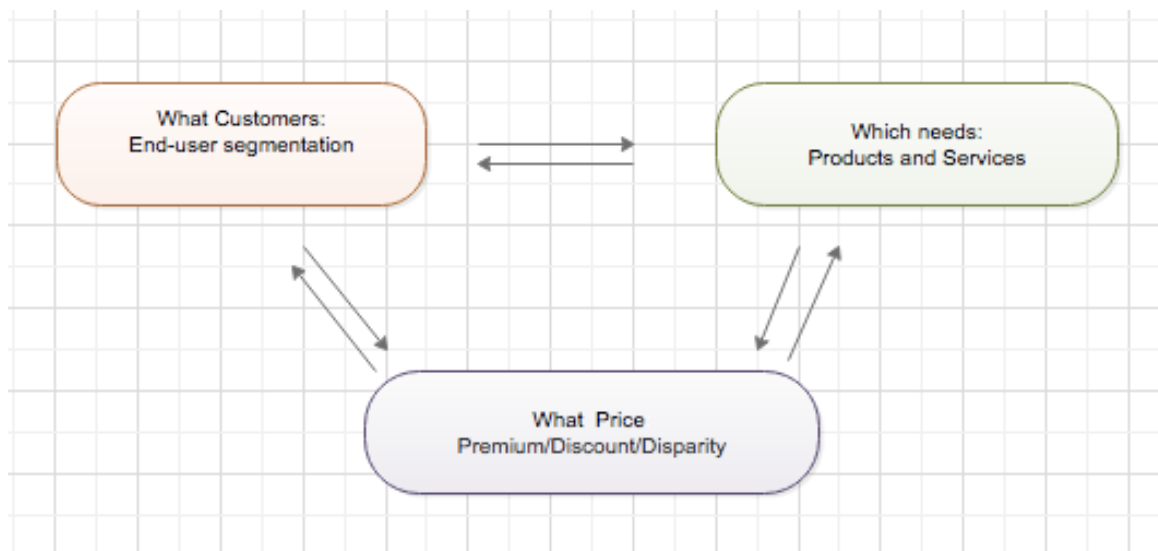 What Customers:
End-user segmentation
Which needs:
Products and Services
What Price
Premium/Discount/Disparity